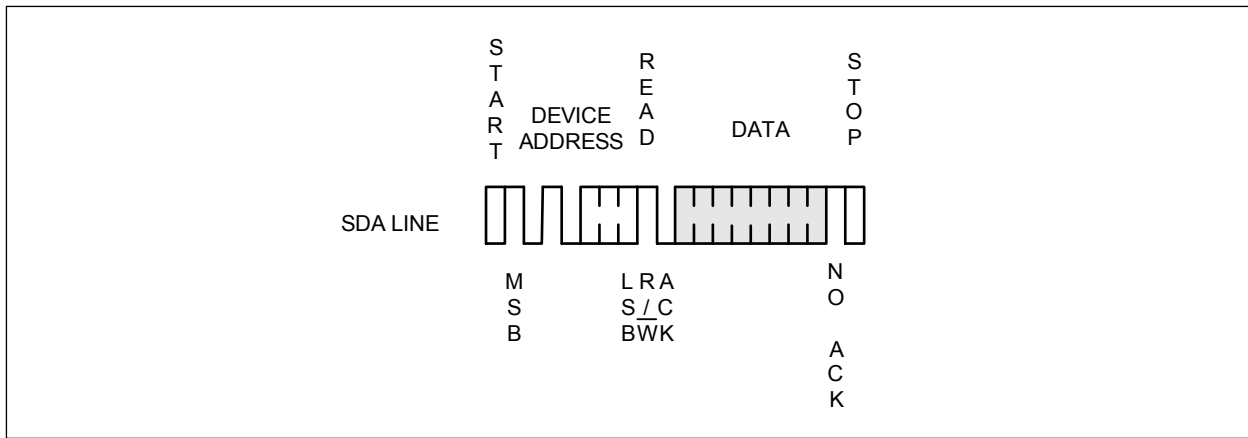 START
DEVICE
ADDRESS
READ
DATA
STOP
SDA LINE
MSB
LSB
R/W
ACK
NO ACK